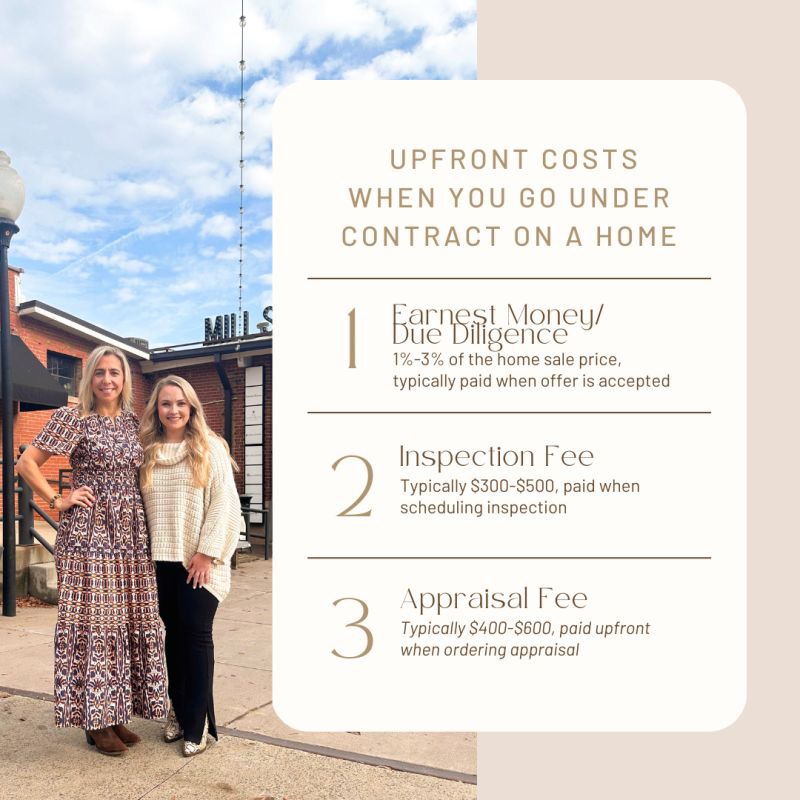 MILLS
UPFRONT COSTS
WHEN YOU GO UNDER
CONTRACT ON A HOME
1
Earnest Money/
Due Diligence
1%-3% of the home sale price,
typically paid when offer is accepted
2
Inspection Fee
Typically $300-$500, paid when
scheduling inspection
3
Appraisal Fee
Typically $400-$600, paid upfront
when ordering appraisal